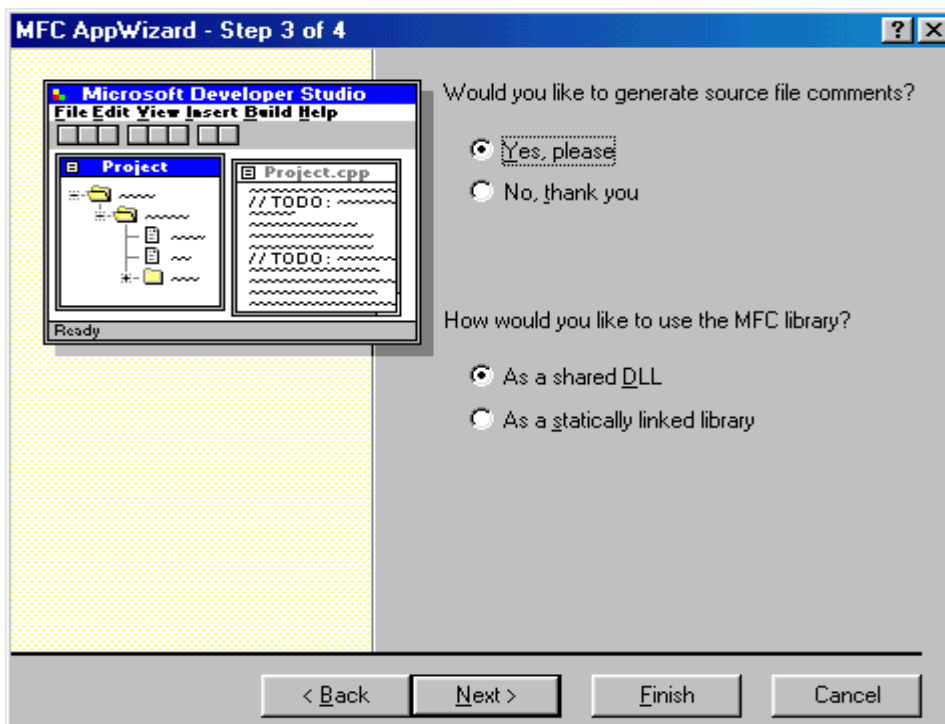 MFC AppWizard - Step 3 of 4
Microsoft Developer Studio
File Edit View Insert Build Help
Project
Project.cpp
//TODO:
//TODO:
Ready
Would you like to generate source file comments?
Yes, please
No, thank you
How would you like to use the MFC library?
As a shared DLL
As a statically linked library
< Back
Next >
Finish
Cancel